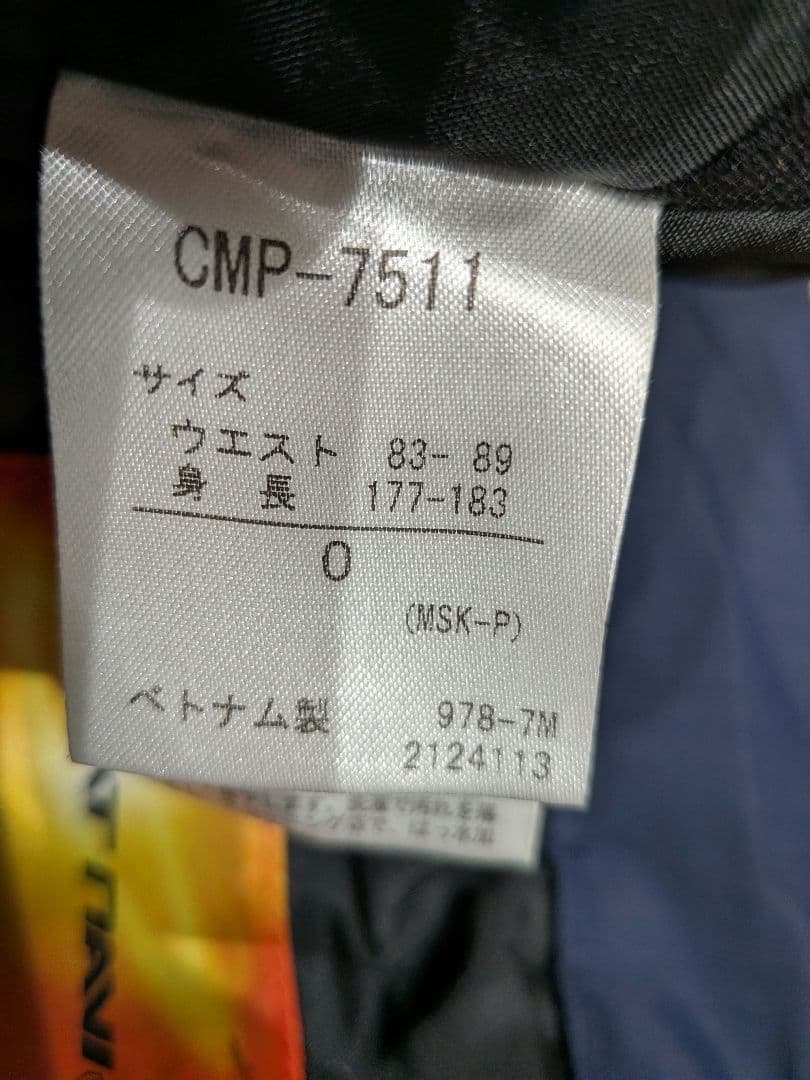 CMP-7511
サイズ
ウエスト 83- 89
身 長 177-183
O
(MSK-P)
ベトナム製 978-7M
2124113